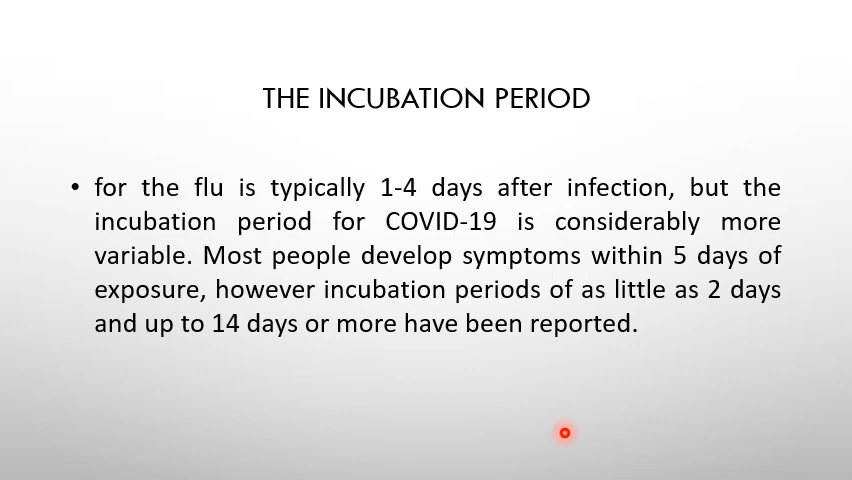 THE INCUBATION PERIOD
• for the flu is typically 1-4 days after infection, but the
incubation period for COVID-19 is considerably more
variable. Most people develop symptoms within 5 days of
exposure, however incubation periods of as little as 2 days
and up to 14 days or more have been reported.